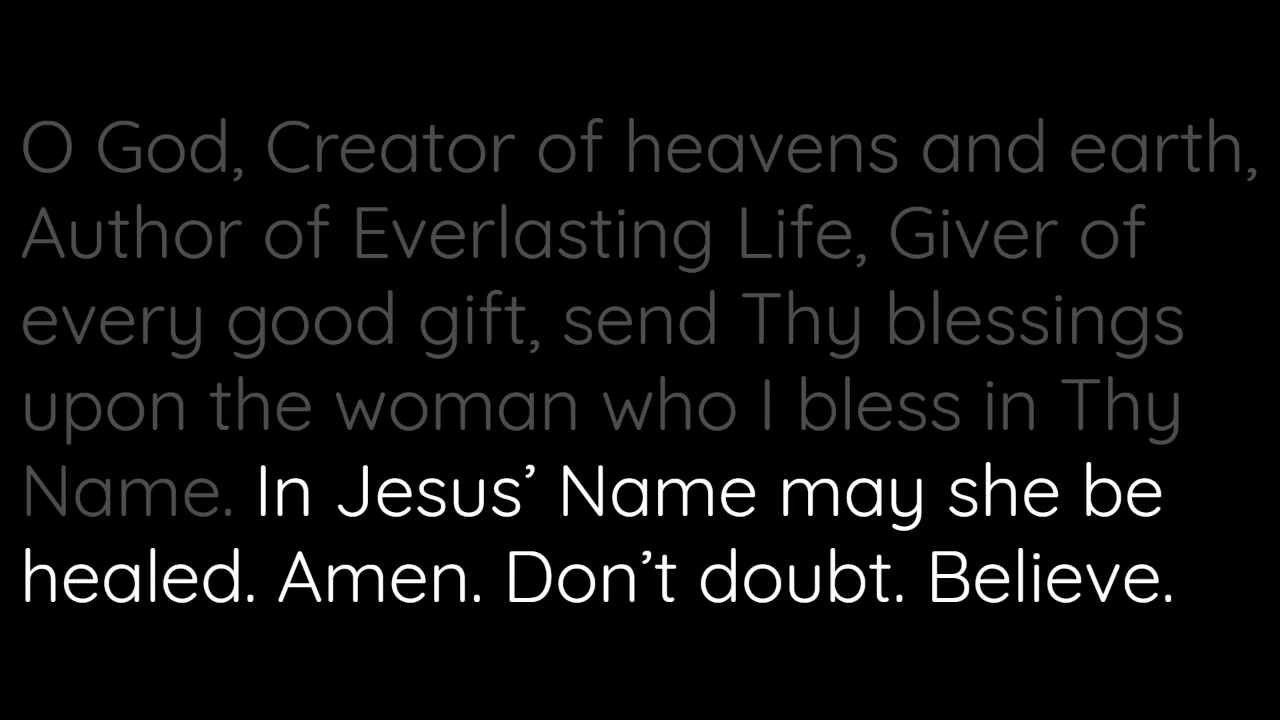 O God, Creator of heavens and earth,
Author of Everlasting Life, Giver of
every good gift, send Thy blessings
upon the woman who I bless in Thy
Name. In Jesus’ Name may she be
healed. Amen. Don’t doubt. Believe.